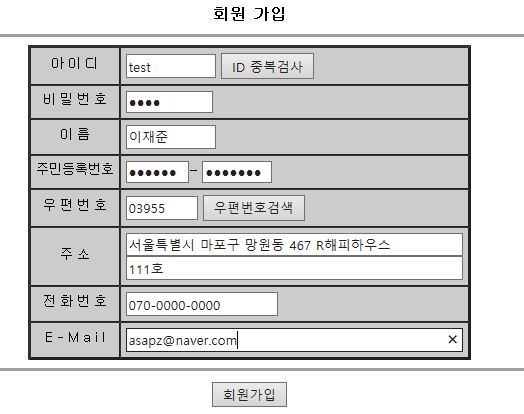 회원 가입
아이디 test ID 중복검사
비밀번호 ●●●●
이름 이재준
주민등록번호 ●●●●●● - ●●●●●●●
우편번호 03955 우편번호검색
주소 서울특별시 마포구 망원동 467 R해피하우스
111호
전화번호 070-0000-0000
E-Mail asapz@naver.com ×
회원가입